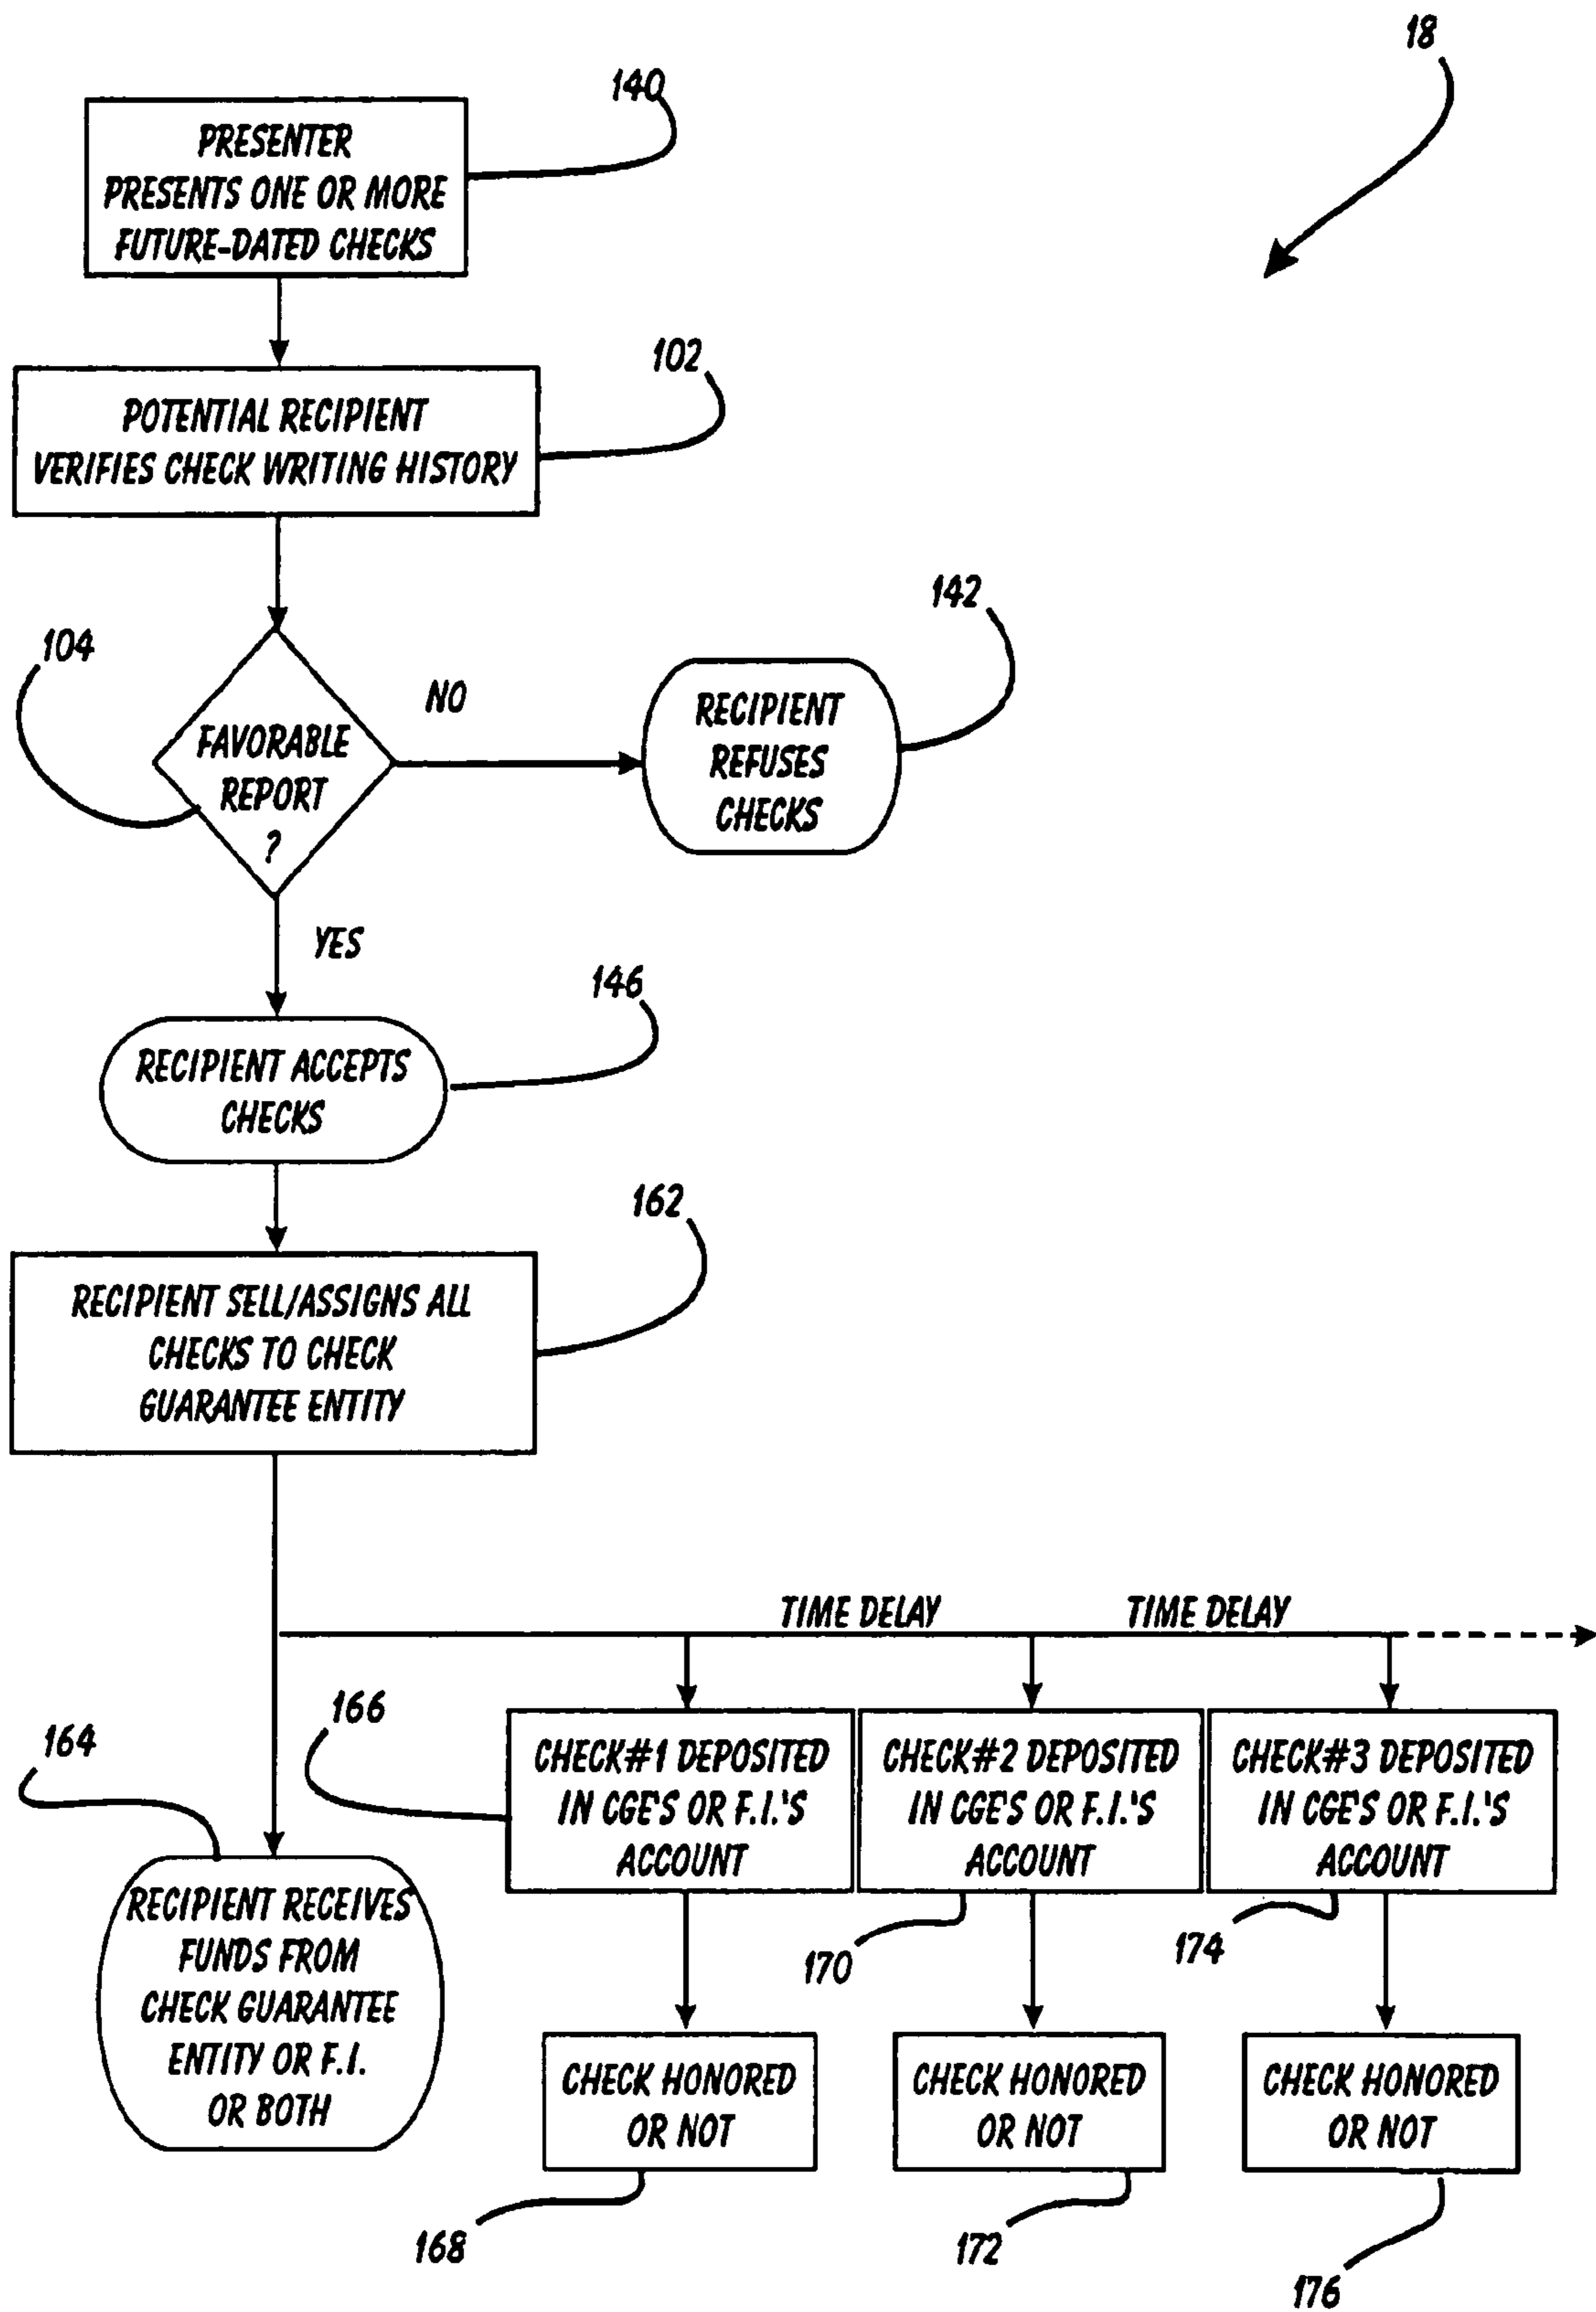 18
140
PRESENTER
PRESENTS ONE OR MORE
FUTURE-DATED CHECKS
102
POTENTIAL RECIPIENT
VERIFIES CHECK WRITING HISTORY
104
FAVORABLE
REPORT
?
NO
142
RECIPIENT
REFUSES
CHECKS
YES
146
RECIPIENT ACCEPTS
CHECKS
162
RECIPIENT SELL/ASSIGNS ALL
CHECKS TO CHECK
GUARANTEE ENTITY
TIME DELAY
TIME DELAY
164
RECIPIENT RECEIVES
FUNDS FROM
CHECK GUARANTEE
ENTITY OR F.I.
OR BOTH
166
CHECK#1 DEPOSITED
IN CGE'S OR F.I.'S
ACCOUNT
CHECK#2 DEPOSITED
IN CGE'S OR F.I.'S
ACCOUNT
CHECK#3 DEPOSITED
IN CGE'S OR F.I.'S
ACCOUNT
170
174
CHECK HONORED
OR NOT
CHECK HONORED
OR NOT
CHECK HONORED
OR NOT
168
172
176